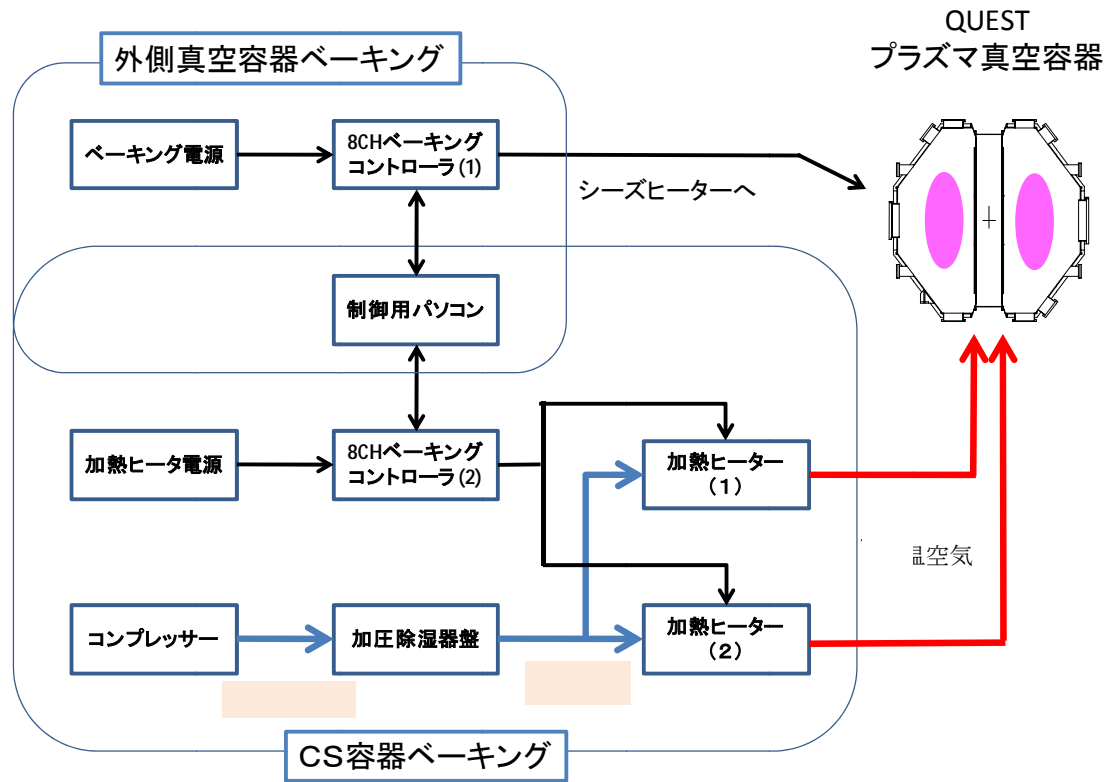 QUEST
プラズマ真空容器
外側真空容器ベーキング
ベーキング電源
8CHベーキング
コントローラ(1)
シーズヒーターへ
制御用パソコン
加熱ヒータ電源
8CHベーキング
コントローラ(2)
加熱ヒーター
(1)
空気
コンプレッサー
加圧除湿器盤
加熱ヒーター
(2)
CS容器ベーキング